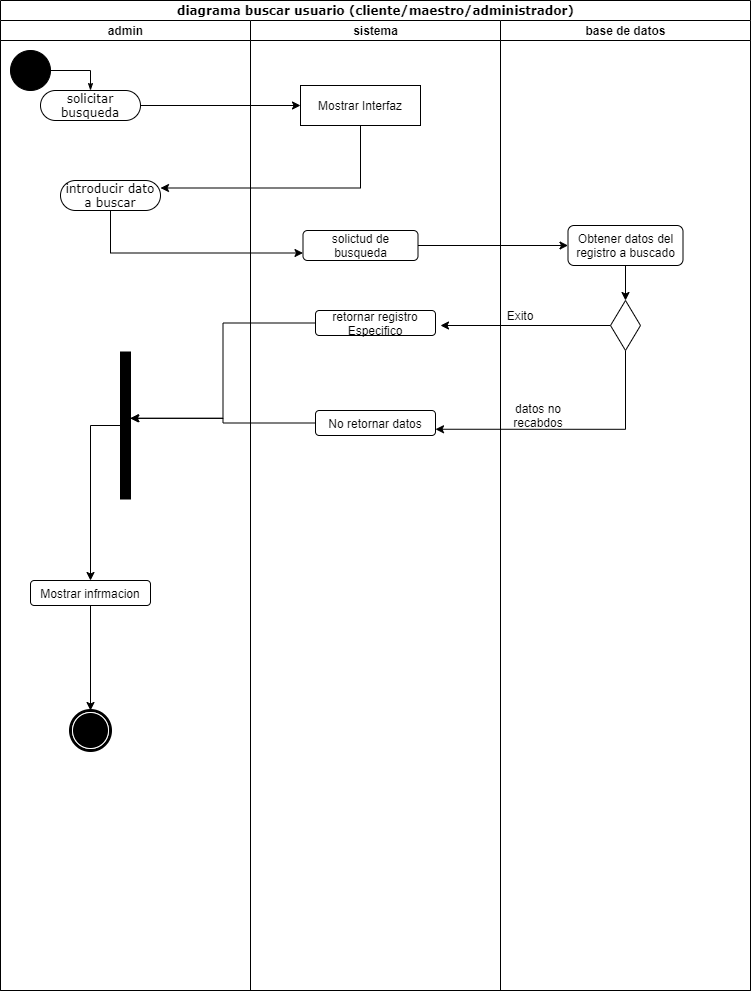 diagrama buscar usuario (cliente/maestro/administrador)
admin
sistema
base de datos
solicitar
busqueda
Mostrar Interfaz
introducir dato
a buscar
solictud de
busqueda
Obtener datos del
registro a buscado
retornar registro
Especifico
Exito
datos no
recabdos
No retornar datos
Mostrar infrmacion